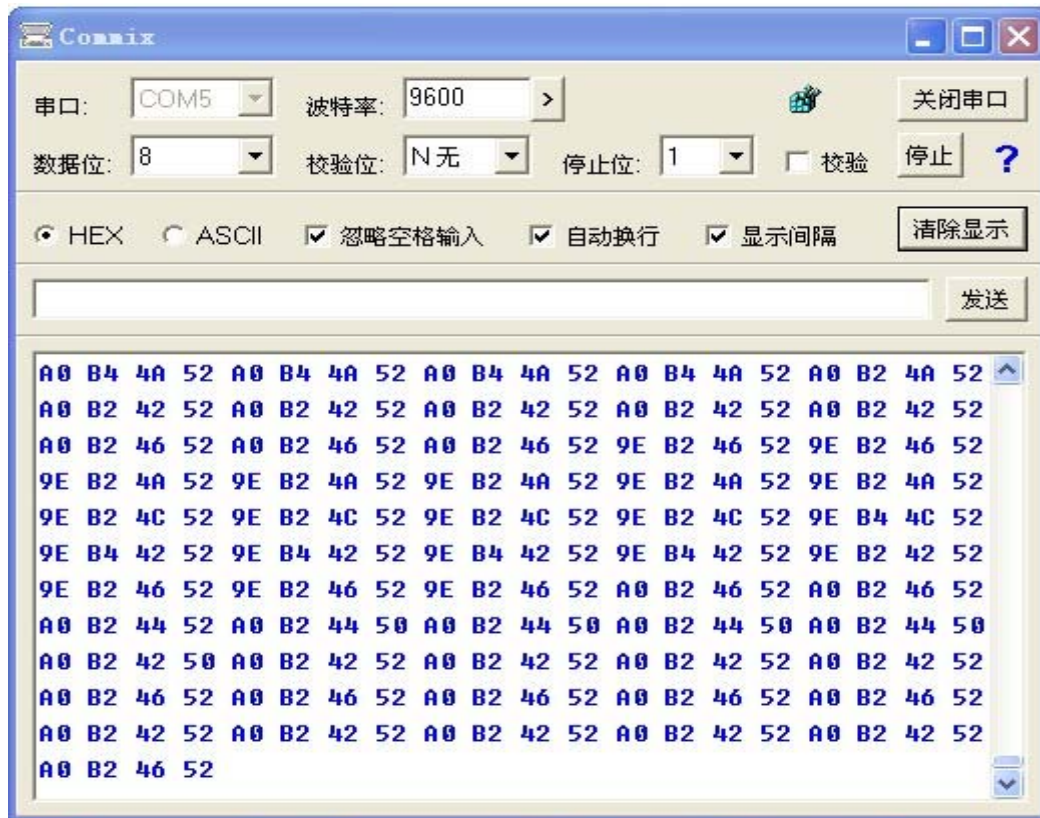 Commix
串口: COM5 波特率: 9600 > 关闭串口
数据位: 8 校验位: N 无 停止位: 1 校验 停止 ?
HEX ASCII 忽略空格输入 自动换行 显示间隔 清除显示
发送
A0 B4 4A 52 A0 B4 4A 52 A0 B4 4A 52 A0 B4 4A 52 A0 B2 4A 52
A0 B2 42 52 A0 B2 42 52 A0 B2 42 52 A0 B2 42 52 A0 B2 42 52
A0 B2 46 52 A0 B2 46 52 A0 B2 46 52 9E B2 46 52 9E B2 46 52
9E B2 4A 52 9E B2 4A 52 9E B2 4A 52 9E B2 4A 52 9E B2 4A 52
9E B2 4C 52 9E B2 4C 52 9E B2 4C 52 9E B2 4C 52 9E B4 4C 52
9E B4 42 52 9E B4 42 52 9E B4 42 52 9E B4 42 52 9E B2 42 52
9E B2 46 52 9E B2 46 52 9E B2 46 52 A0 B2 46 52 A0 B2 46 52
A0 B2 44 52 A0 B2 44 50 A0 B2 44 50 A0 B2 44 50 A0 B2 44 50
A0 B2 42 50 A0 B2 42 52 A0 B2 42 52 A0 B2 42 52 A0 B2 42 52
A0 B2 46 52 A0 B2 46 52 A0 B2 46 52 A0 B2 46 52 A0 B2 46 52
A0 B2 42 52 A0 B2 42 52 A0 B2 42 52 A0 B2 42 52 A0 B2 42 52
A0 B2 46 52